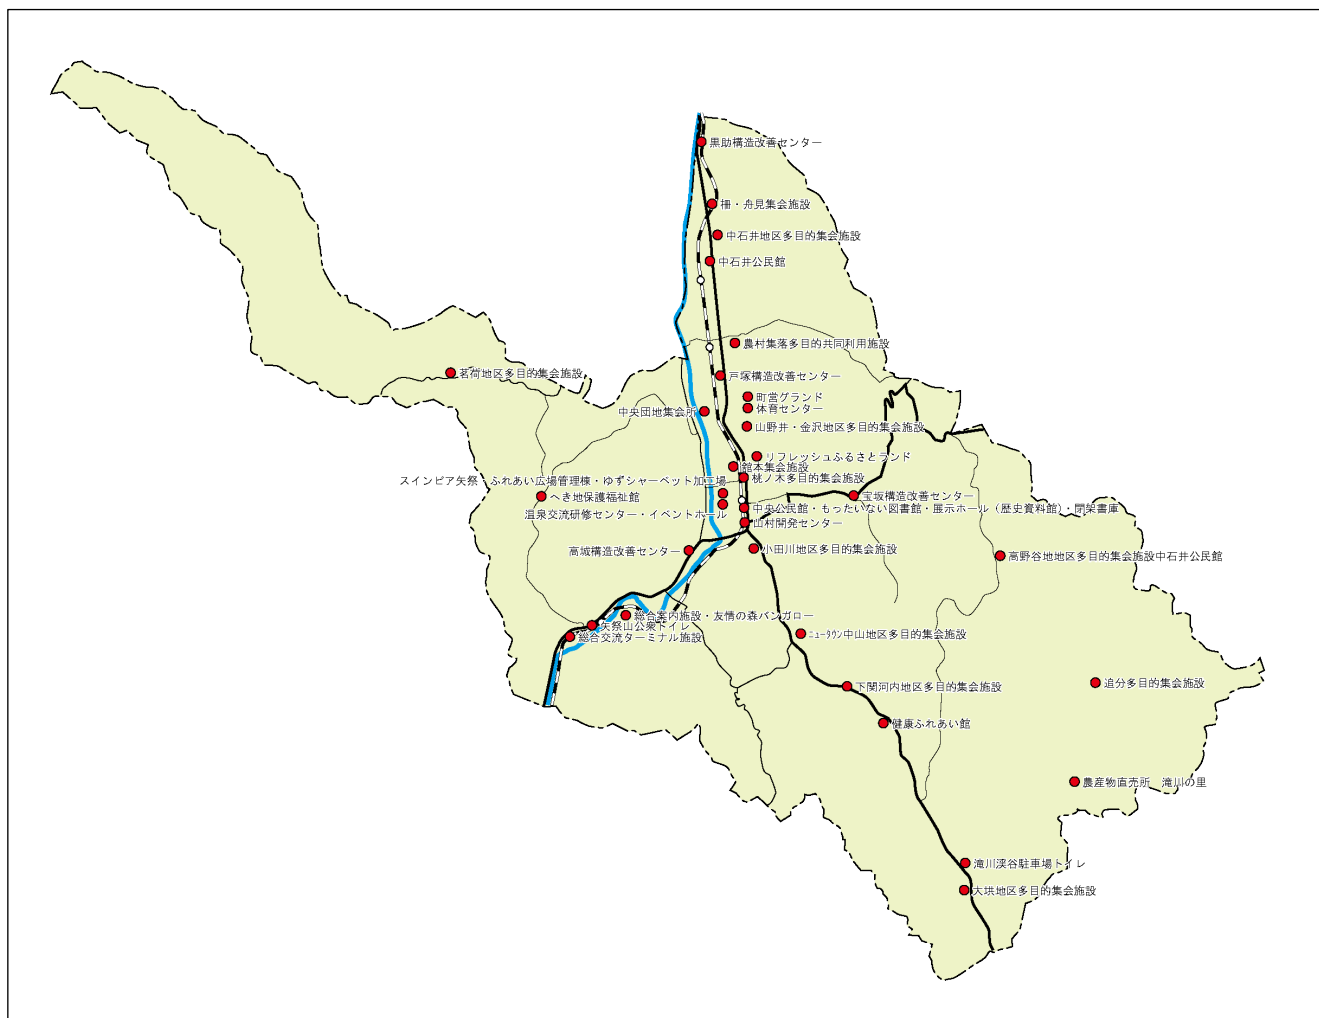 黒助構造改善センター
柵・舟見集会施設
中石井地区多目的集会施設
中石井公民館
農村集落多目的共同利用施設
茗荷地区多目的集会施設
戸塚構造改善センター
町営グランド
体育センター
中央団地集会所
山野井・金沢地区多目的集会施設
リフレッシュふるさとランド
館本集会施設
桃ノ木多目的集会施設
スインピア矢祭・ふれあい広場管理棟・ゆずシャーベット加工場
へき地保護福祉館
宝坂構造改善センター
温泉交流研修センター・イベントホール
中央公民館・もったいない図書館・展示ホール（歴史資料館）・閉架書庫
山村開発センター
高城構造改善センター
小田川地区多目的集会施設
高野谷地地区多目的集会施設中石井公民館
総合案内施設・友情の森バンガロー
矢祭山公衆トイレ
総合交流ターミナル施設
ニュータウン中山地区多目的集会施設
下関河内地区多目的集会施設
追分多目的集会施設
健康ふれあい館
農産物直売所　滝川の里
滝川渓谷駐車場トイレ
大垬地区多目的集会施設